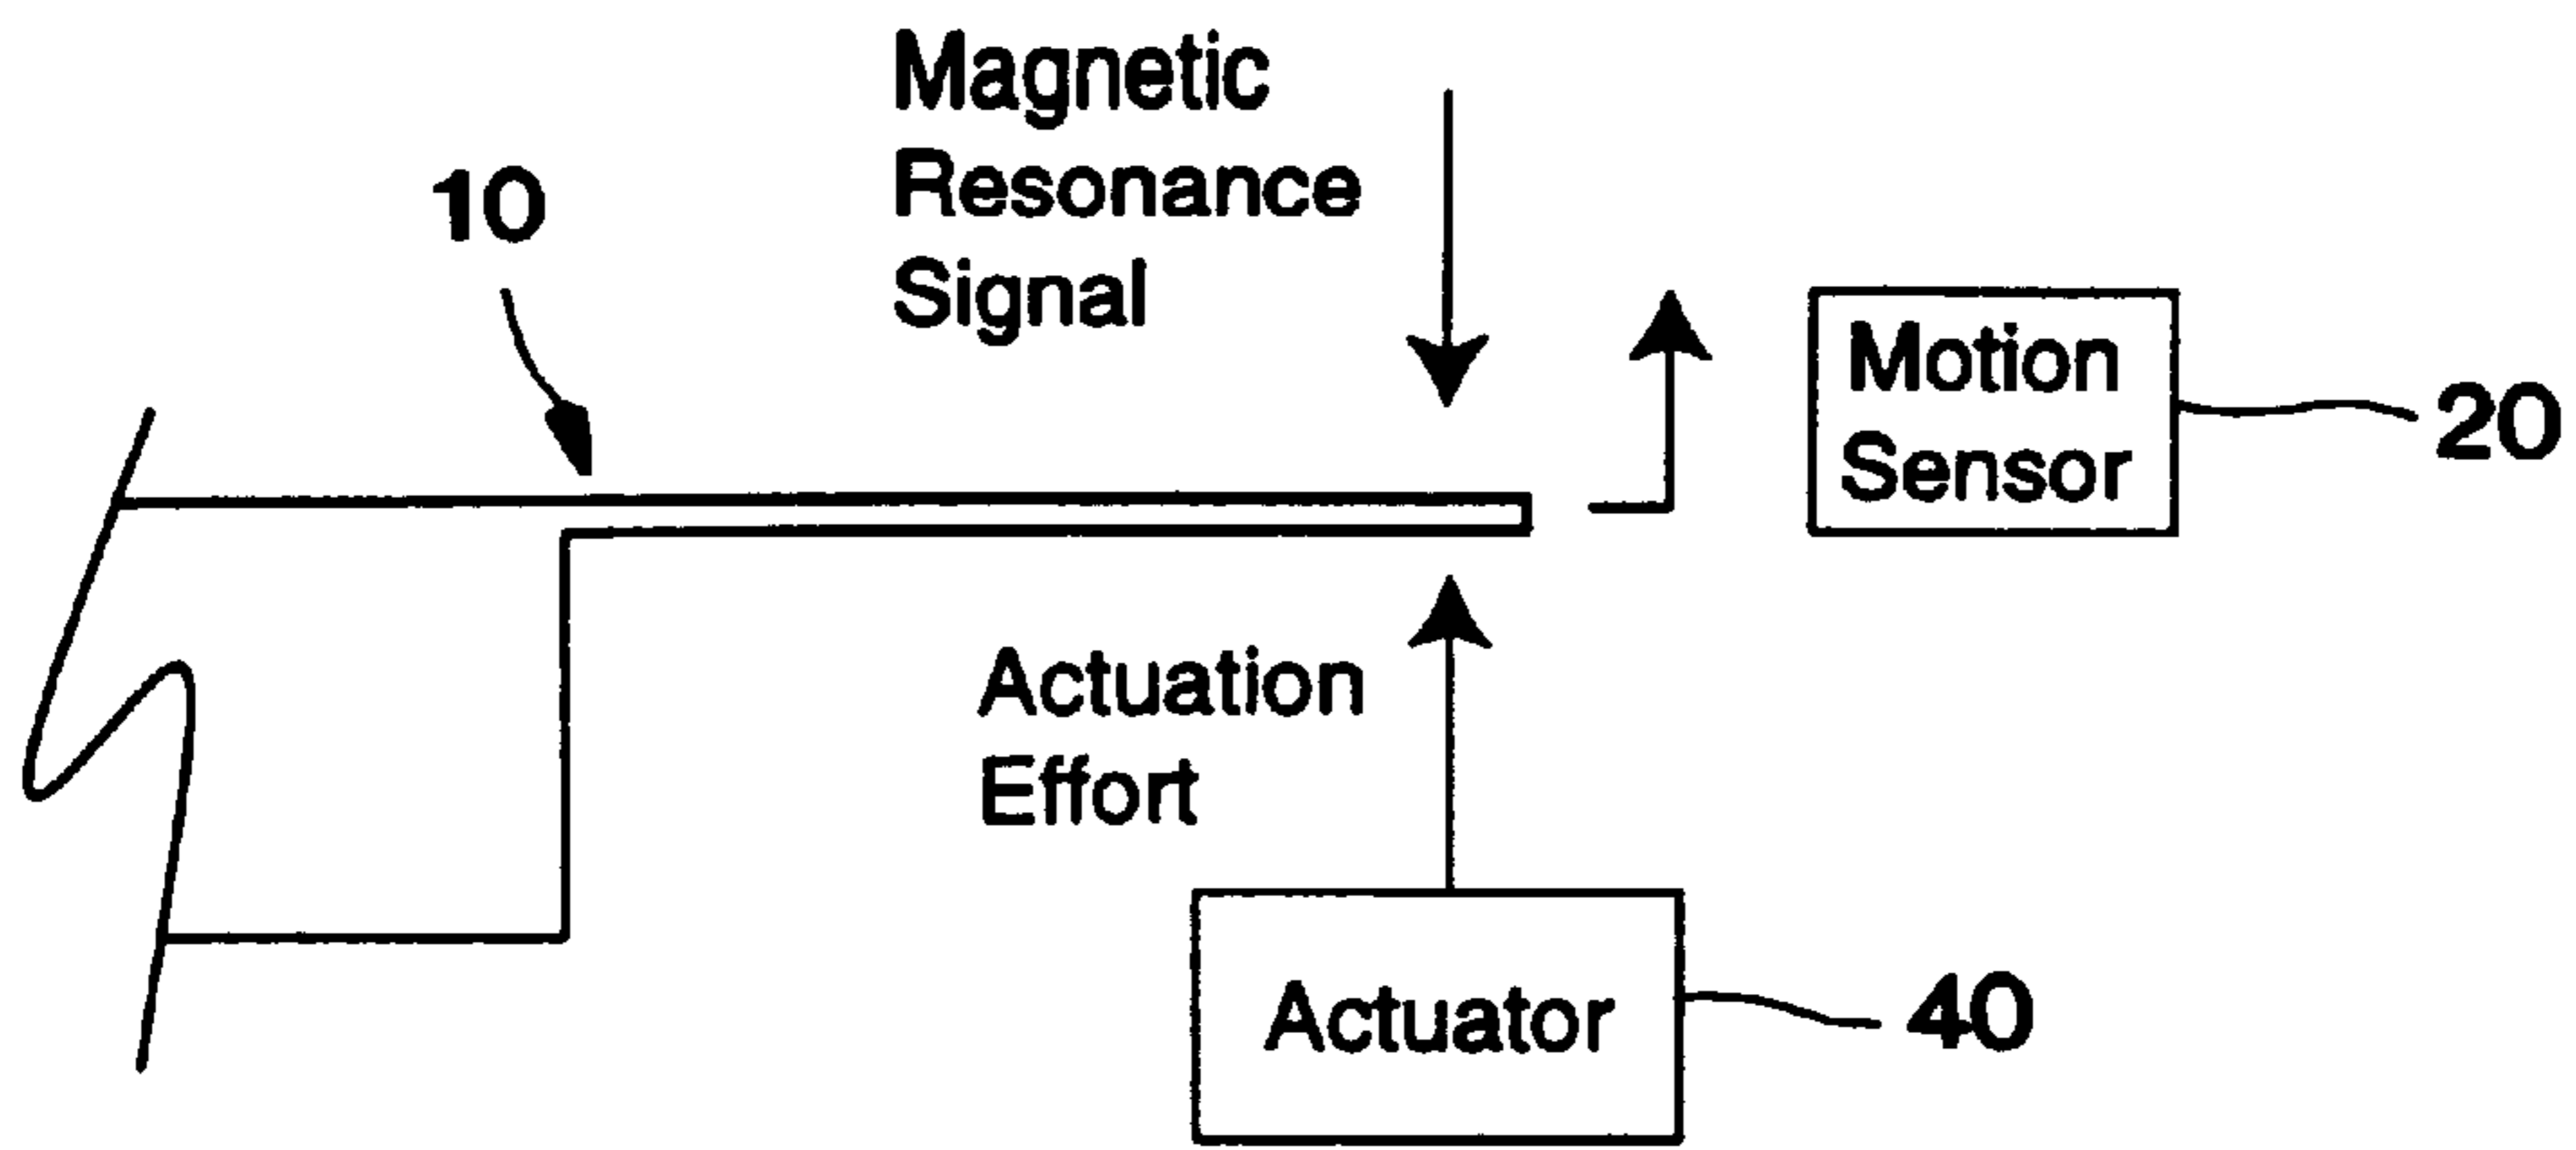 Magnetic
Resonance
Signal
10
Motion
Sensor
20
Actuation
Effort
Actuator
40